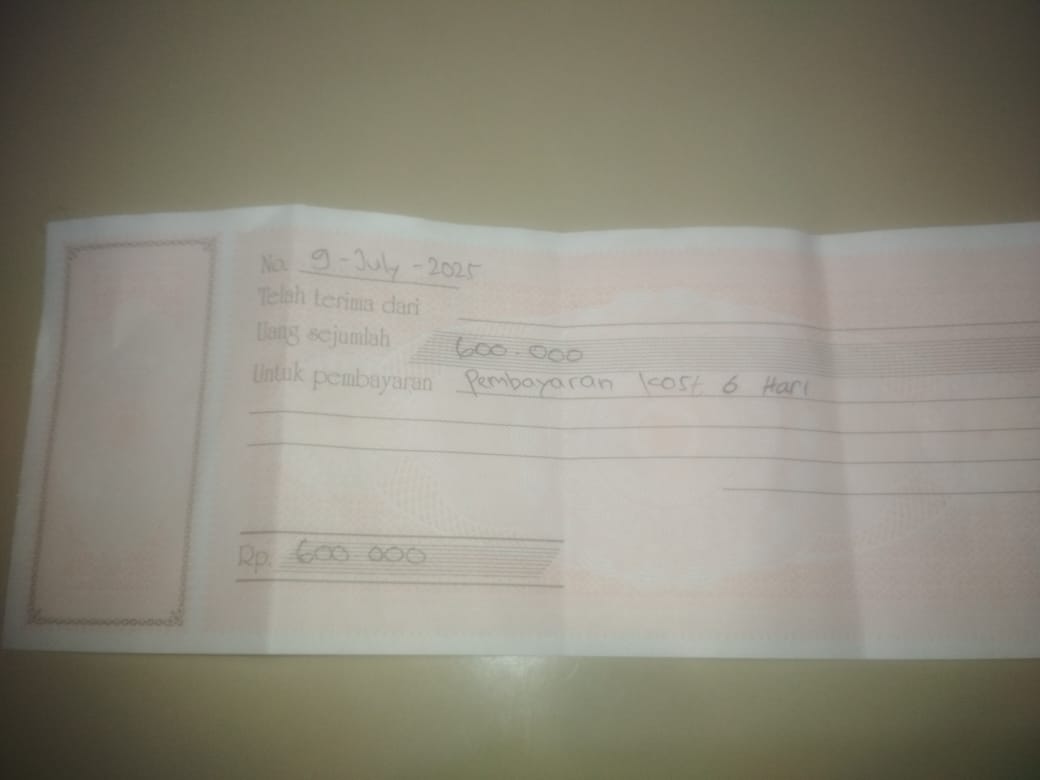 No. 9-July-2025
Telah terima dari
Uang sejumlah 600.000
Untuk pembayaran Pembayaran kost 6 Hari
Rp. 600 000